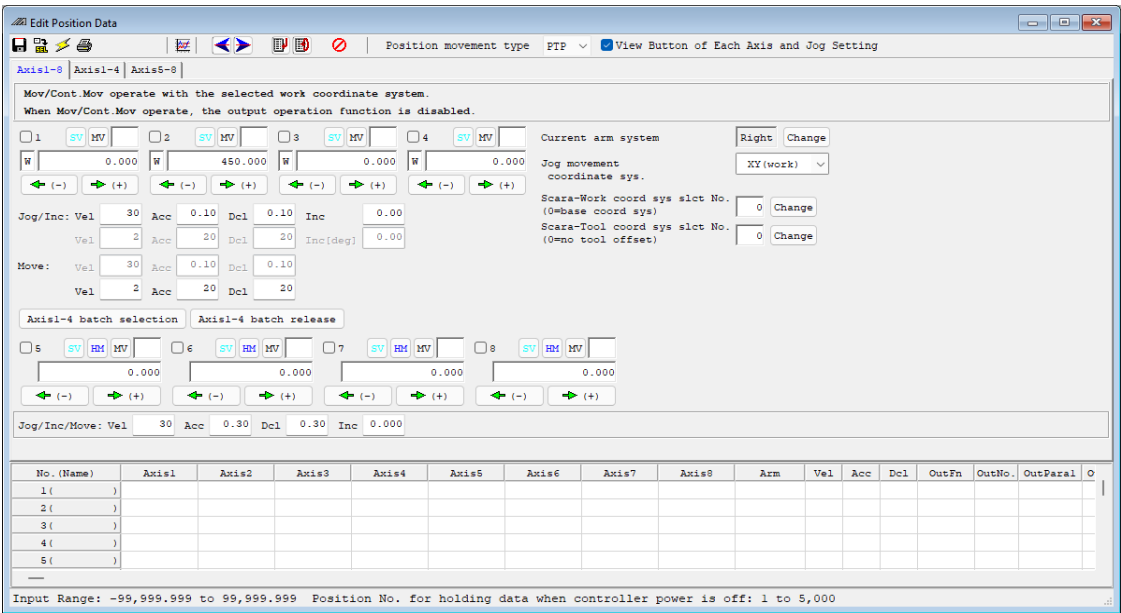 Edit Position Data
Position movement type PTP View Button of Each Axis and Jog Setting
Axis1-8 Axis1-4 Axis5-8
Mov/Cont.Mov operate with the selected work coordinate system.
When Mov/Cont.Mov operate, the output operation function is disabled.
1 SV MV 2 SV MV 3 SV MV 4 SV MV Current arm system Right Change
W 0.000 W 450.000 W 0.000 W 0.000 Jog movement XY(work)
coordinate sys.
(-) (+) (-) (+) (-) (+) (-) (+)
Scara-Work coord sys slct No. 0 Change
(0=base coord sys)
Jog/Inc: Vel 30 Acc 0.10 Dcl 0.10 Inc 0.00
Scara-Tool coord sys slct No. 0 Change
(0=no tool offset)
Vel 2 Acc 20 Dcl 20 Inc[deg] 0.00
Move: Vel 30 Acc 0.10 Dcl 0.10
Vel 2 Acc 20 Dcl 20
Axis1-4 batch selection Axis1-4 batch release
5 SV HM MV 6 SV HM MV 7 SV HM MV 8 SV HM MV
0.000 0.000 0.000 0.000
(-) (+) (-) (+) (-) (+) (-) (+)
Jog/Inc/Move: Vel 30 Acc 0.30 Dcl 0.30 Inc 0.000
No.(Name) Axis1 Axis2 Axis3 Axis4 Axis5 Axis6 Axis7 Axis8 Arm Vel Acc Dcl OutFn OutNo. OutPara1 O
1( )
2( )
3( )
4( )
5( )
Input Range: -99,999.999 to 99,999.999 Position No. for holding data when controller power is off: 1 to 5,000